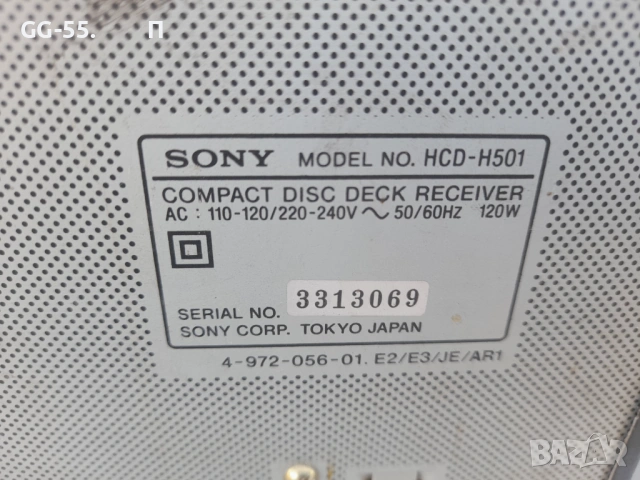 GG-55. П
SONY MODEL NO. HCD-H501
COMPACT DISC DECK RECEIVER
AC : 110-120/220-240V ~ 50/60HZ 120W
SERIAL NO. 3313069
SONY CORP. TOKYO JAPAN
4-972-056-01. E2/E3/JE/AR1
BAZAR